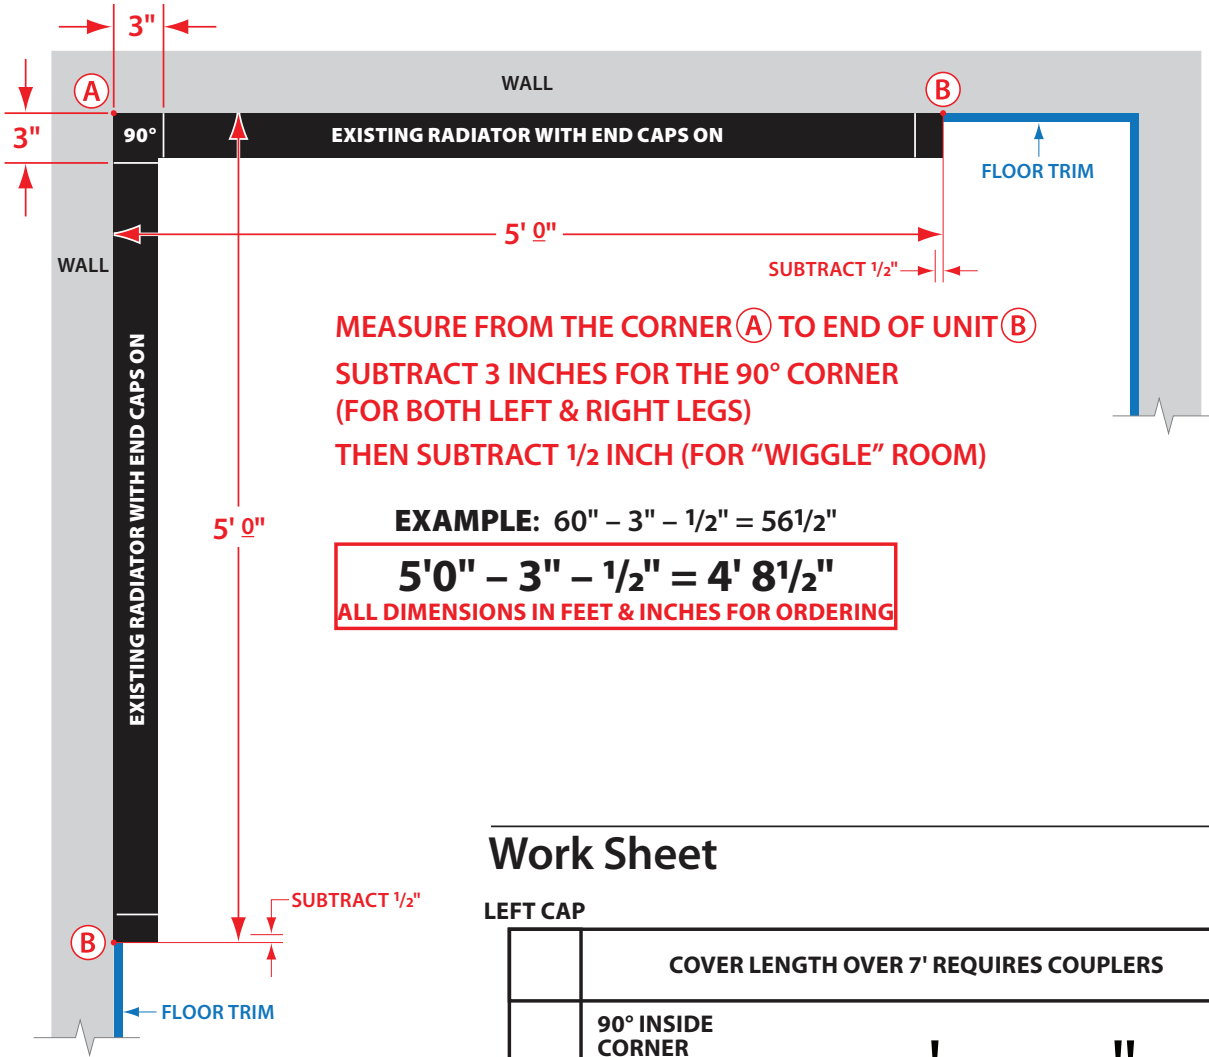 3"
WALL
A
B
3"
90°
EXISTING RADIATOR WITH END CAPS ON
FLOOR TRIM
5' 0"
WALL
SUBTRACT 1/2"
MEASURE FROM THE CORNER A TO END OF UNIT B
SUBTRACT 3 INCHES FOR THE 90° CORNER
(FOR BOTH LEFT & RIGHT LEGS)
THEN SUBTRACT 1/2 INCH (FOR “WIGGLE” ROOM)
EXISTING RADIATOR WITH END CAPS ON
5' 0"
EXAMPLE: 60" – 3" – 1/2" = 561/2"
5'0" – 3" – 1/2" = 4' 81/2"
ALL DIMENSIONS IN FEET & INCHES FOR ORDERING
Work Sheet
SUBTRACT 1/2"
LEFT CAP
B
COVER LENGTH OVER 7' REQUIRES COUPLERS
FLOOR TRIM
90° INSIDE
CORNER
' "